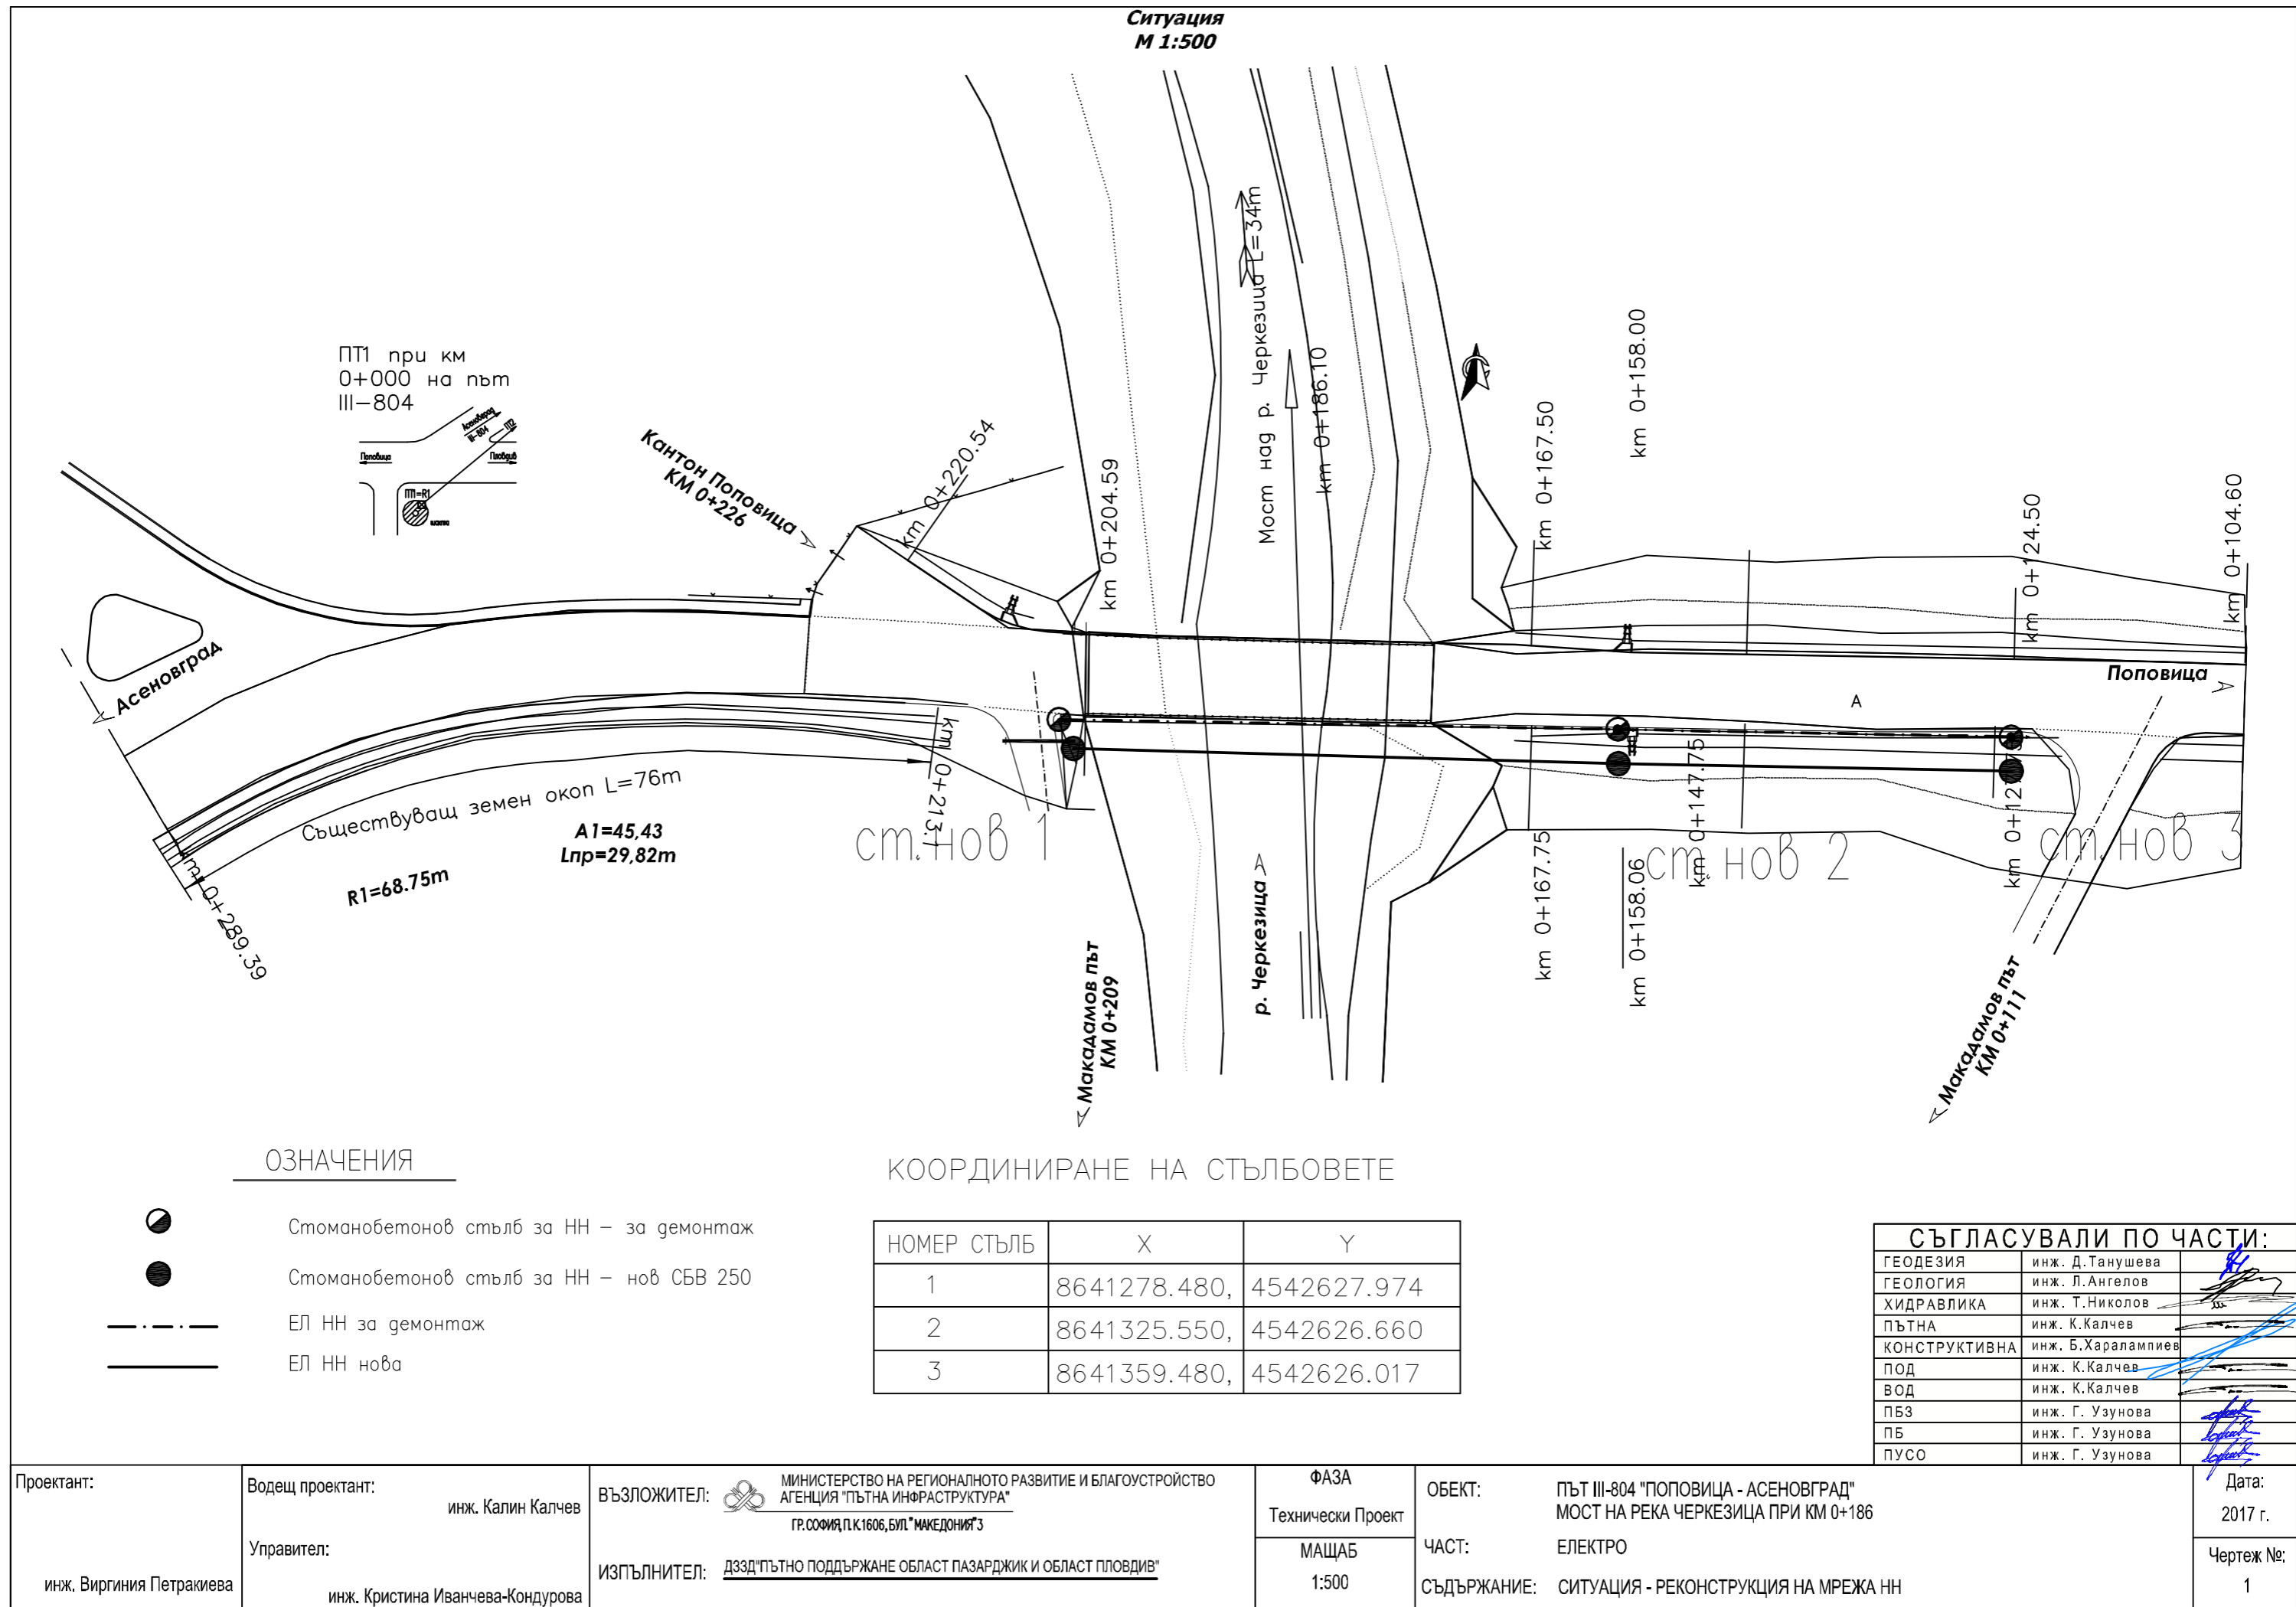 Ситуация
М 1:500
ПТ1 при км
0+000 на път
III-804
Асеновград
III-804
ПТ2
Поповица
Пловдив
ПТ1=R1
Кантон Поповица
КМ 0+226
km 0+220.54
km 0+204.59
Мост над р. Черкезица L=34m
km 0+186.10
km 0+167.50
km 0+158.00
km 0+124.50
km 0+104.60
Асеновград
Поповица
A
Съществуващ земен окоп L=76m
A1=45,43
Lпр=29,82m
R1=68.75m
km 0+289.39
ст.нов 1
ст.нов 2
ст.нов 3
km 0+167.75
km 0+158.06
km 0+147.75
р. Черкезица
Макадамов път
КМ 0+209
Макадамов път
КМ 0+111
ОЗНАЧЕНИЯ
Стоманобетонов стълб за НН – за демонтаж
Стоманобетонов стълб за НН – нов СБВ 250
ЕЛ НН за демонтаж
ЕЛ НН нова
КООРДИНИРАНЕ НА СТЪЛБОВЕТЕ
НОМЕР СТЪЛБ X Y
1 8641278.480, 4542627.974
2 8641325.550, 4542626.660
3 8641359.480, 4542626.017
СЪГЛАСУВАЛИ ПО ЧАСТИ:
ГЕОДЕЗИЯ инж. Д.Танушева
ГЕОЛОГИЯ инж. Л.Ангелов
ХИДРАВЛИКА инж. Т.Николов
ПЪТНА инж. К.Калчев
КОНСТРУКТИВНА инж. Б.Харалампиев
ПОД инж. К.Калчев
ВОД инж. К.Калчев
ПБЗ инж. Г. Узунова
ПБ инж. Г. Узунова
ПУСО инж. Г. Узунова
Проектант:
инж. Виргиния Петракиева
Водещ проектант:
инж. Калин Калчев
Управител:
инж. Кристина Иванчева-Кондурова
ВЪЗЛОЖИТЕЛ:
МИНИСТЕРСТВО НА РЕГИОНАЛНОТО РАЗВИТИЕ И БЛАГОУСТРОЙСТВО
АГЕНЦИЯ "ПЪТНА ИНФРАСТРУКТУРА"
ГР.СОФИЯ, П.К.1606, БУЛ."МАКЕДОНИЯ"3
ИЗПЪЛНИТЕЛ: ДЗЗД"ПЪТНО ПОДДЪРЖАНЕ ОБЛАСТ ПАЗАРДЖИК И ОБЛАСТ ПЛОВДИВ"
ФАЗА
Технически Проект
МАЩАБ
1:500
ОБЕКТ: ПЪТ III-804 "ПОПОВИЦА - АСЕНОВГРАД"
МОСТ НА РЕКА ЧЕРКЕЗИЦА ПРИ КМ 0+186
ЧАСТ: ЕЛЕКТРО
СЪДЪРЖАНИЕ: СИТУАЦИЯ - РЕКОНСТРУКЦИЯ НА МРЕЖА НН
Дата:
2017 г.
Чертеж №:
1